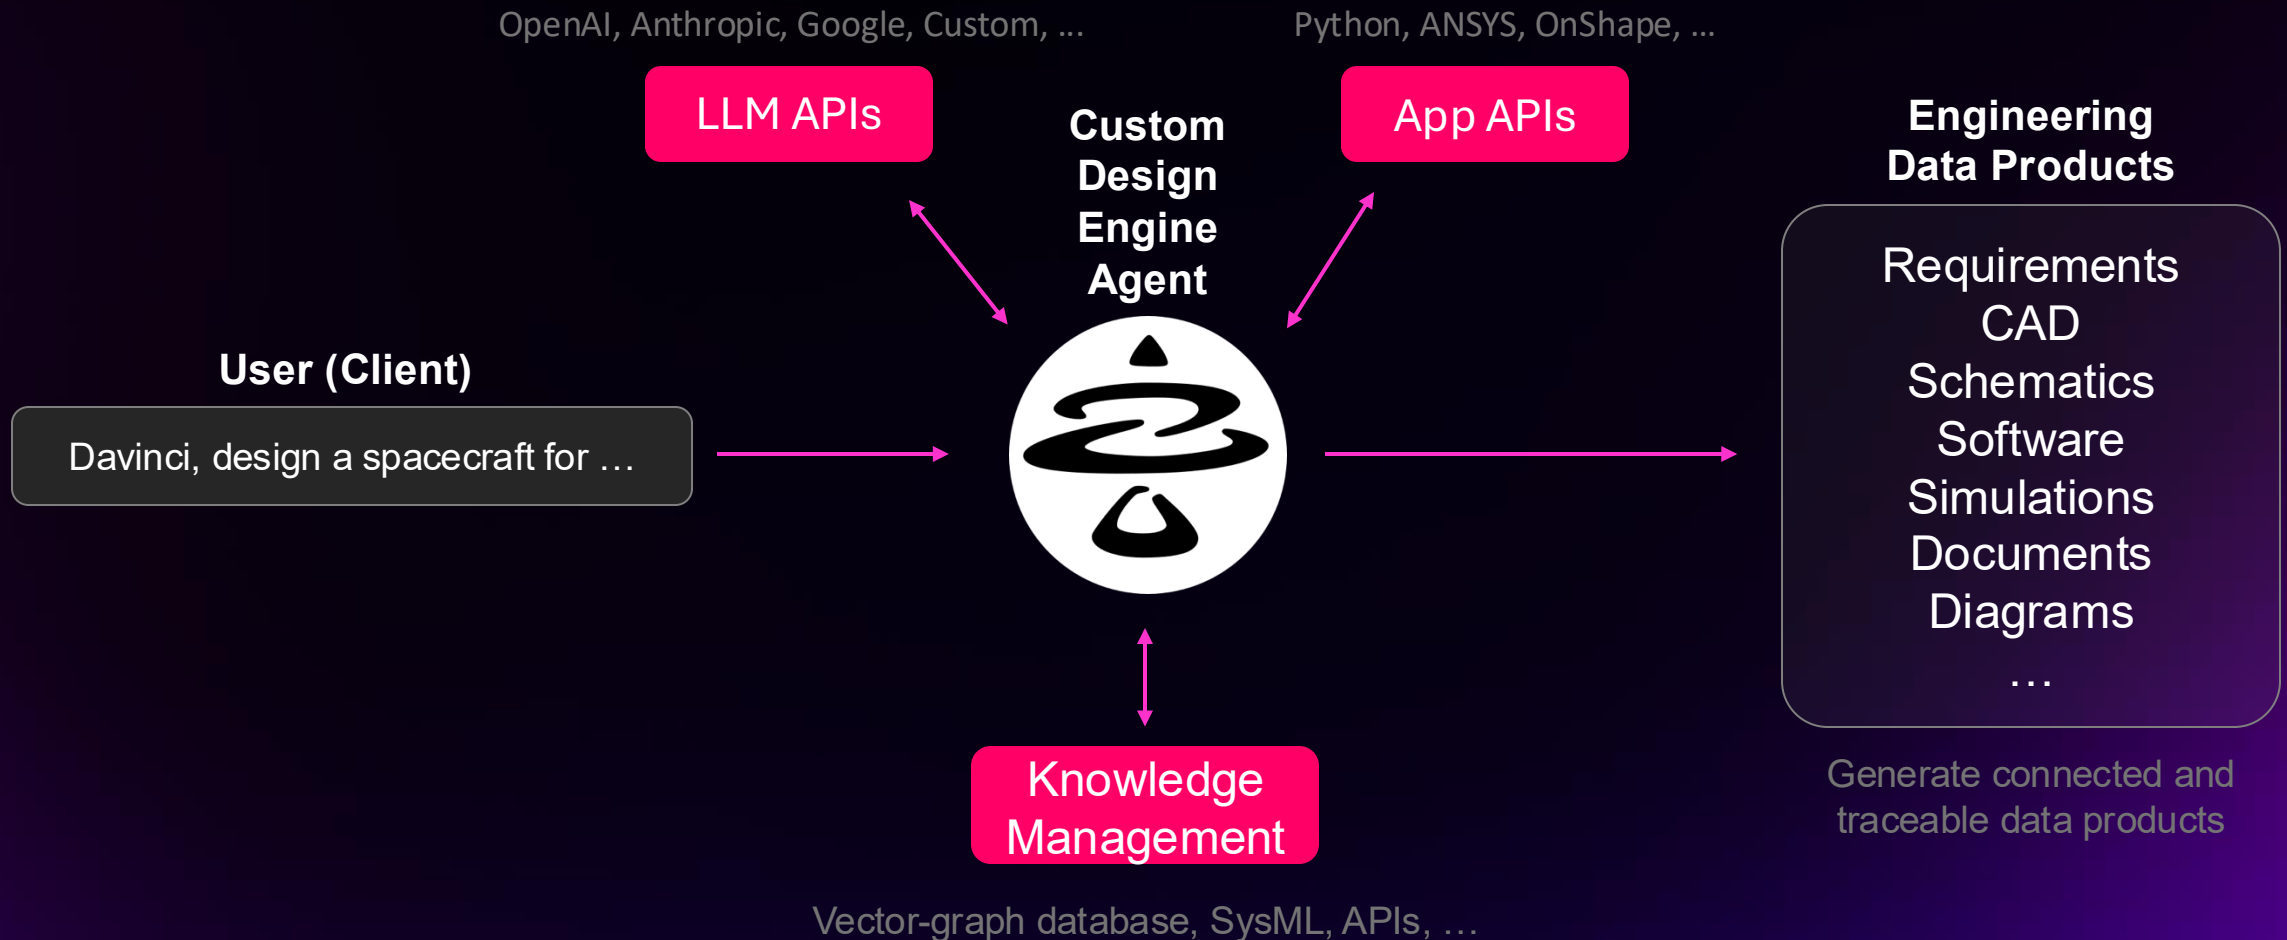 OpenAI, Anthropic, Google, Custom, ...
Python, ANSYS, OnShape, ...
LLM APIs
App APIs
Custom
Design
Engine
Agent
Engineering
Data Products
User (Client)
Davinci, design a spacecraft for …
Requirements
CAD
Schematics
Software
Simulations
Documents
Diagrams
…
Knowledge
Management
Generate connected and
traceable data products
Vector-graph database, SysML, APIs, …